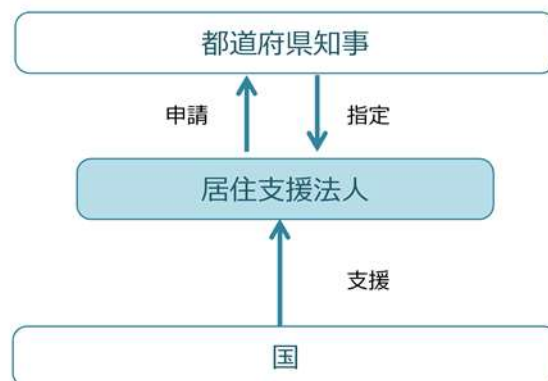 都道府県知事
申請
指定
居住支援法人
支援
国